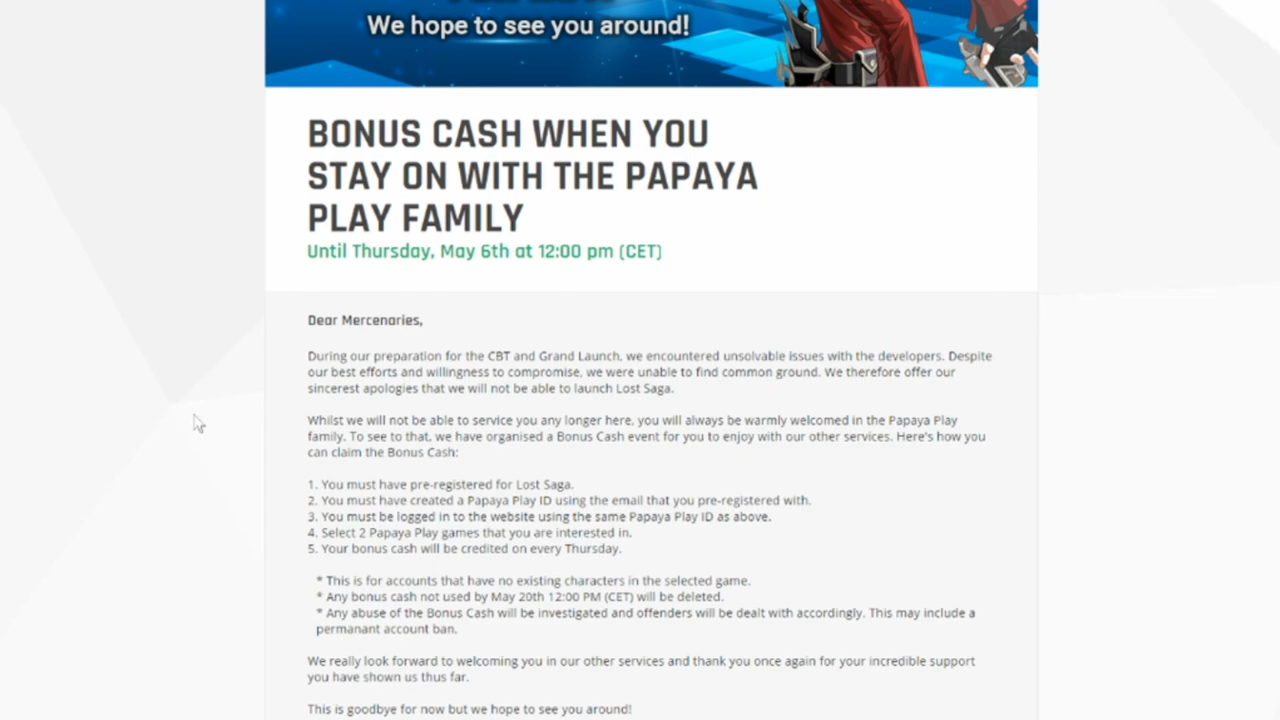 We hope to see you around!
BONUS CASH WHEN YOU
STAY ON WITH THE PAPAYA
PLAY FAMILY
Until Thursday, May 6th at 12:00 pm (CET)
Dear Mercenaries,
During our preparation for the CBT and Grand Launch, we encountered unsolvable issues with the developers. Despite
our best efforts and willingness to compromise, we were unable to find common ground. We therefore offer our
sincerest apologies that we will not be able to launch Lost Saga.
Whilst we will not be able to service you any longer here, you will always be warmly welcomed in the Papaya Play
family. To see to that, we have organised a Bonus Cash event for you to enjoy with our other services. Here's how you
can claim the Bonus Cash:
1. You must have pre-registered for Lost Saga.
2. You must have created a Papaya Play ID using the email that you pre-registered with.
3. You must be logged in to the website using the same Papaya Play ID as above.
4. Select 2 Papaya Play games that you are interested in.
5. Your bonus cash will be credited on every Thursday.
* This is for accounts that have no existing characters in the selected game.
* Any bonus cash not used by May 20th 12:00 PM (CET) will be deleted.
* Any abuse of the Bonus Cash will be investigated and offenders will be dealt with accordingly. This may include a
permanant account ban.
We really look forward to welcoming you in our other services and thank you once again for your incredible support
you have shown us thus far.
This is goodbye for now but we hope to see you around!